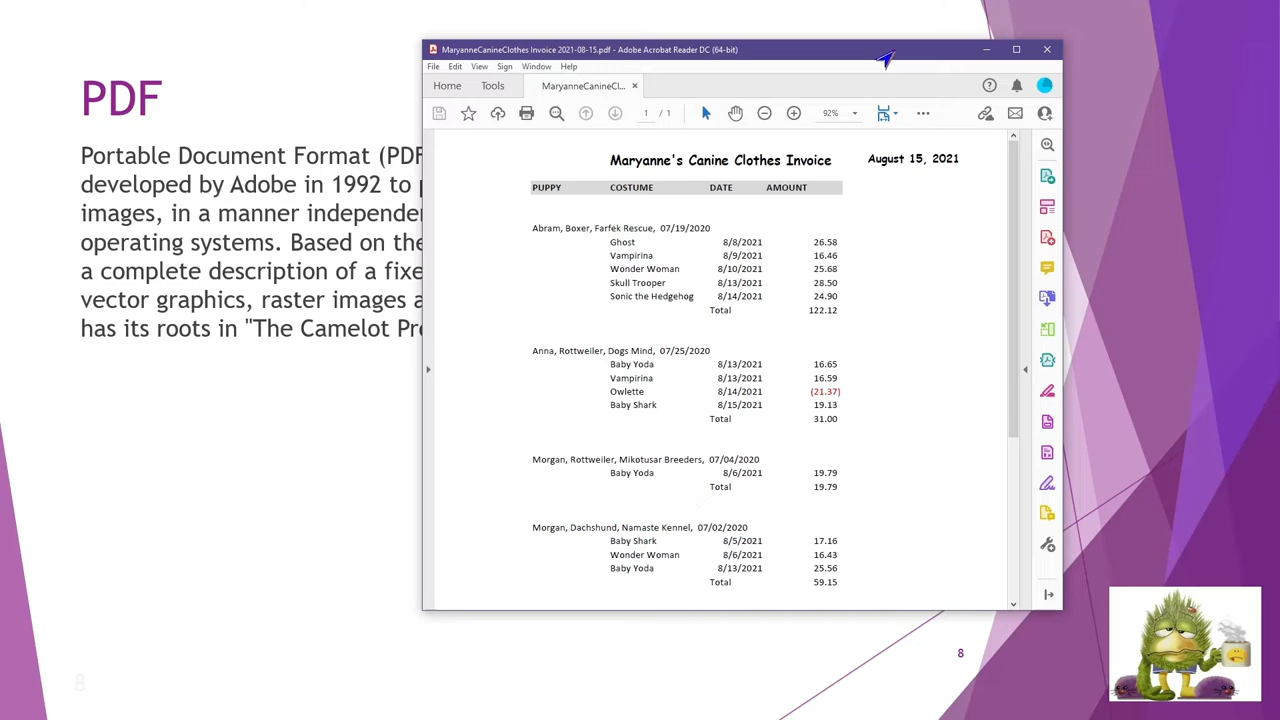 PDF
Portable Document Format (PDF
developed by Adobe in 1992 to
images, in a manner independen
operating systems. Based on the
a complete description of a fixe
vector graphics, raster images a
has its roots in "The Camelot Pr
MaryanneCanineClothes Invoice 2021-08-15.pdf - Adobe Acrobat Reader DC (64-bit)
File Edit View Sign Window Help
Home Tools MaryanneCanineCl... ×
1 / 1 92%
Maryanne's Canine Clothes Invoice August 15, 2021
PUPPY COSTUME DATE AMOUNT
Abram, Boxer, Farfek Rescue, 07/19/2020
Ghost 8/8/2021 26.58
Vampirina 8/9/2021 16.46
Wonder Woman 8/10/2021 25.68
Skull Trooper 8/13/2021 28.50
Sonic the Hedgehog 8/14/2021 24.90
Total 122.12
Anna, Rottweiler, Dogs Mind, 07/25/2020
Baby Yoda 8/13/2021 16.65
Vampirina 8/13/2021 16.59
Owlette 8/14/2021 (21.37)
Baby Shark 8/15/2021 19.13
Total 31.00
Morgan, Rottweiler, Mikotusar Breeders, 07/04/2020
Baby Yoda 8/6/2021 19.79
Total 19.79
Morgan, Dachshund, Namaste Kennel, 07/02/2020
Baby Shark 8/5/2021 17.16
Wonder Woman 8/6/2021 16.43
Baby Yoda 8/13/2021 25.56
Total 59.15
8
8